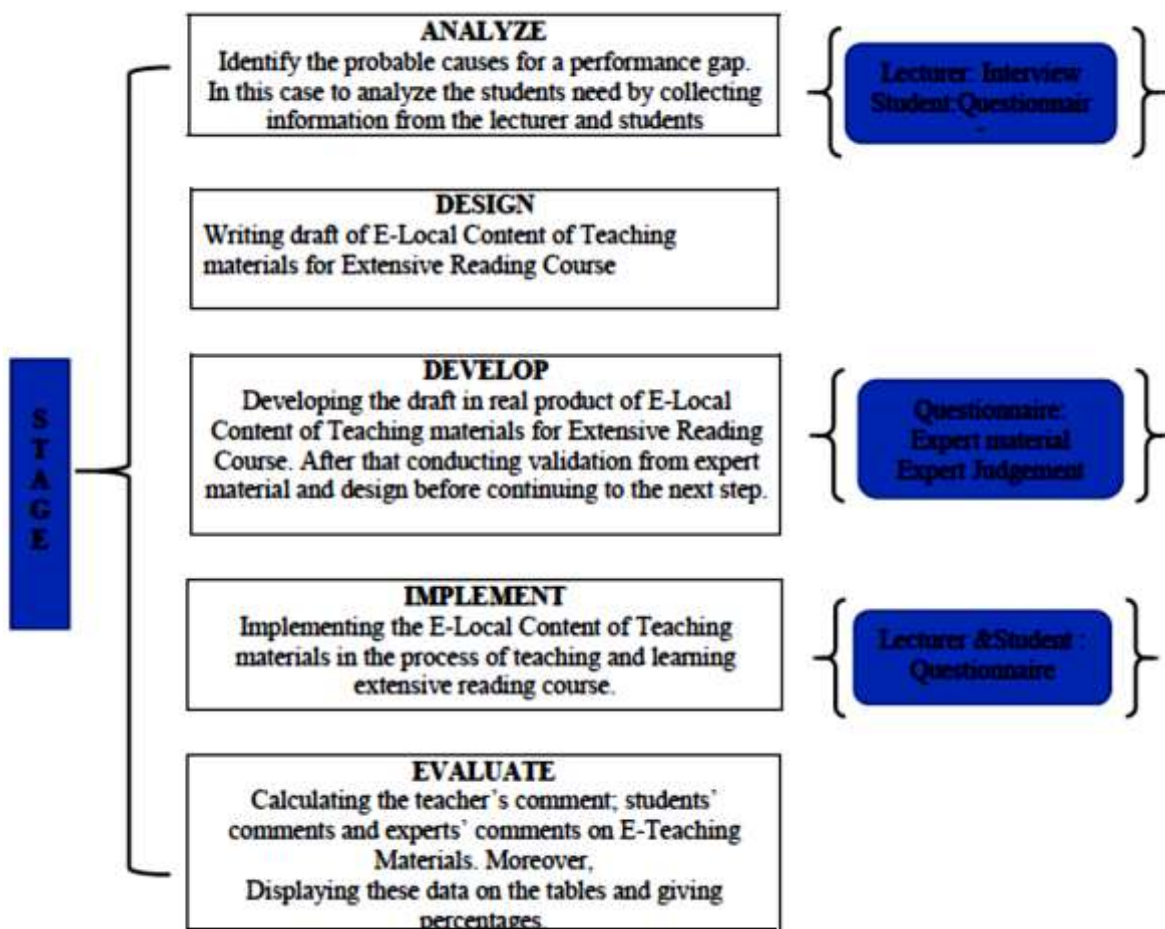 STAGE
ANALYZE
Identify the probable causes for a performance gap.
In this case to analyze the students need by collecting
information from the lecturer and students
Lecturer: Interview
Student:Questionnair
DESIGN
Writing draft of E-Local Content of Teaching
materials for Extensive Reading Course
DEVELOP
Developing the draft in real product of E-Local
Content of Teaching materials for Extensive Reading
Course. After that conducting validation from expert
material and design before continuing to the next step.
Questionnaire:
Expert material
Expert Judgement
IMPLEMENT
Implementing the E-Local Content of Teaching
materials in the process of teaching and learning
extensive reading course.
Lecturer &Student :
Questionnaire
EVALUATE
Calculating the teacher's comment; students'
comments and experts' comments on E-Teaching
Materials. Moreover,
Displaying these data on the tables and giving
percentages.